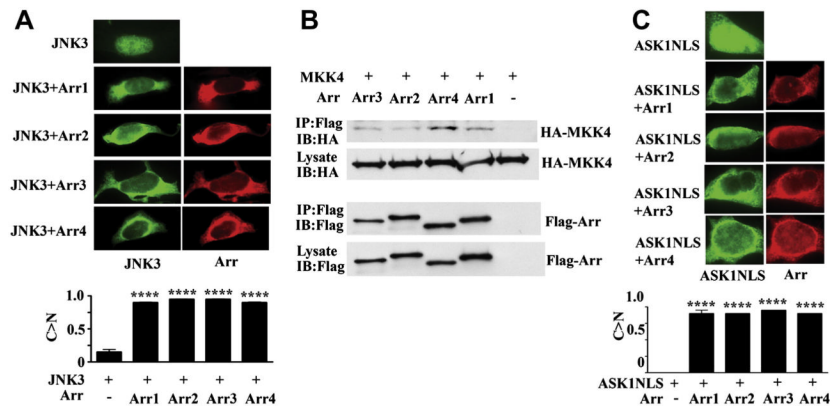 A
JNK3
JNK3+Arr1
JNK3+Arr2
JNK3+Arr3
JNK3+Arr4
JNK3 Arr
C>N
1.0
0.5
0
**** **** **** ****
JNK3 + + + + +
Arr - Arr1 Arr2 Arr3 Arr4
B
MKK4 + + + + +
Arr Arr3 Arr2 Arr4 Arr1 -
IP:Flag
IB:HA
HA-MKK4
Lysate
IB:HA
HA-MKK4
IP:Flag
IB:Flag
Flag-Arr
Lysate
IB:Flag
Flag-Arr
C
ASK1NLS
ASK1NLS
+Arr1
ASK1NLS
+Arr2
ASK1NLS
+Arr3
ASK1NLS
+Arr4
ASK1NLS Arr
C>N
1.0
0.5
0
**** **** **** ****
ASK1NLS + + + + +
Arr - Arr1 Arr2 Arr3 Arr4